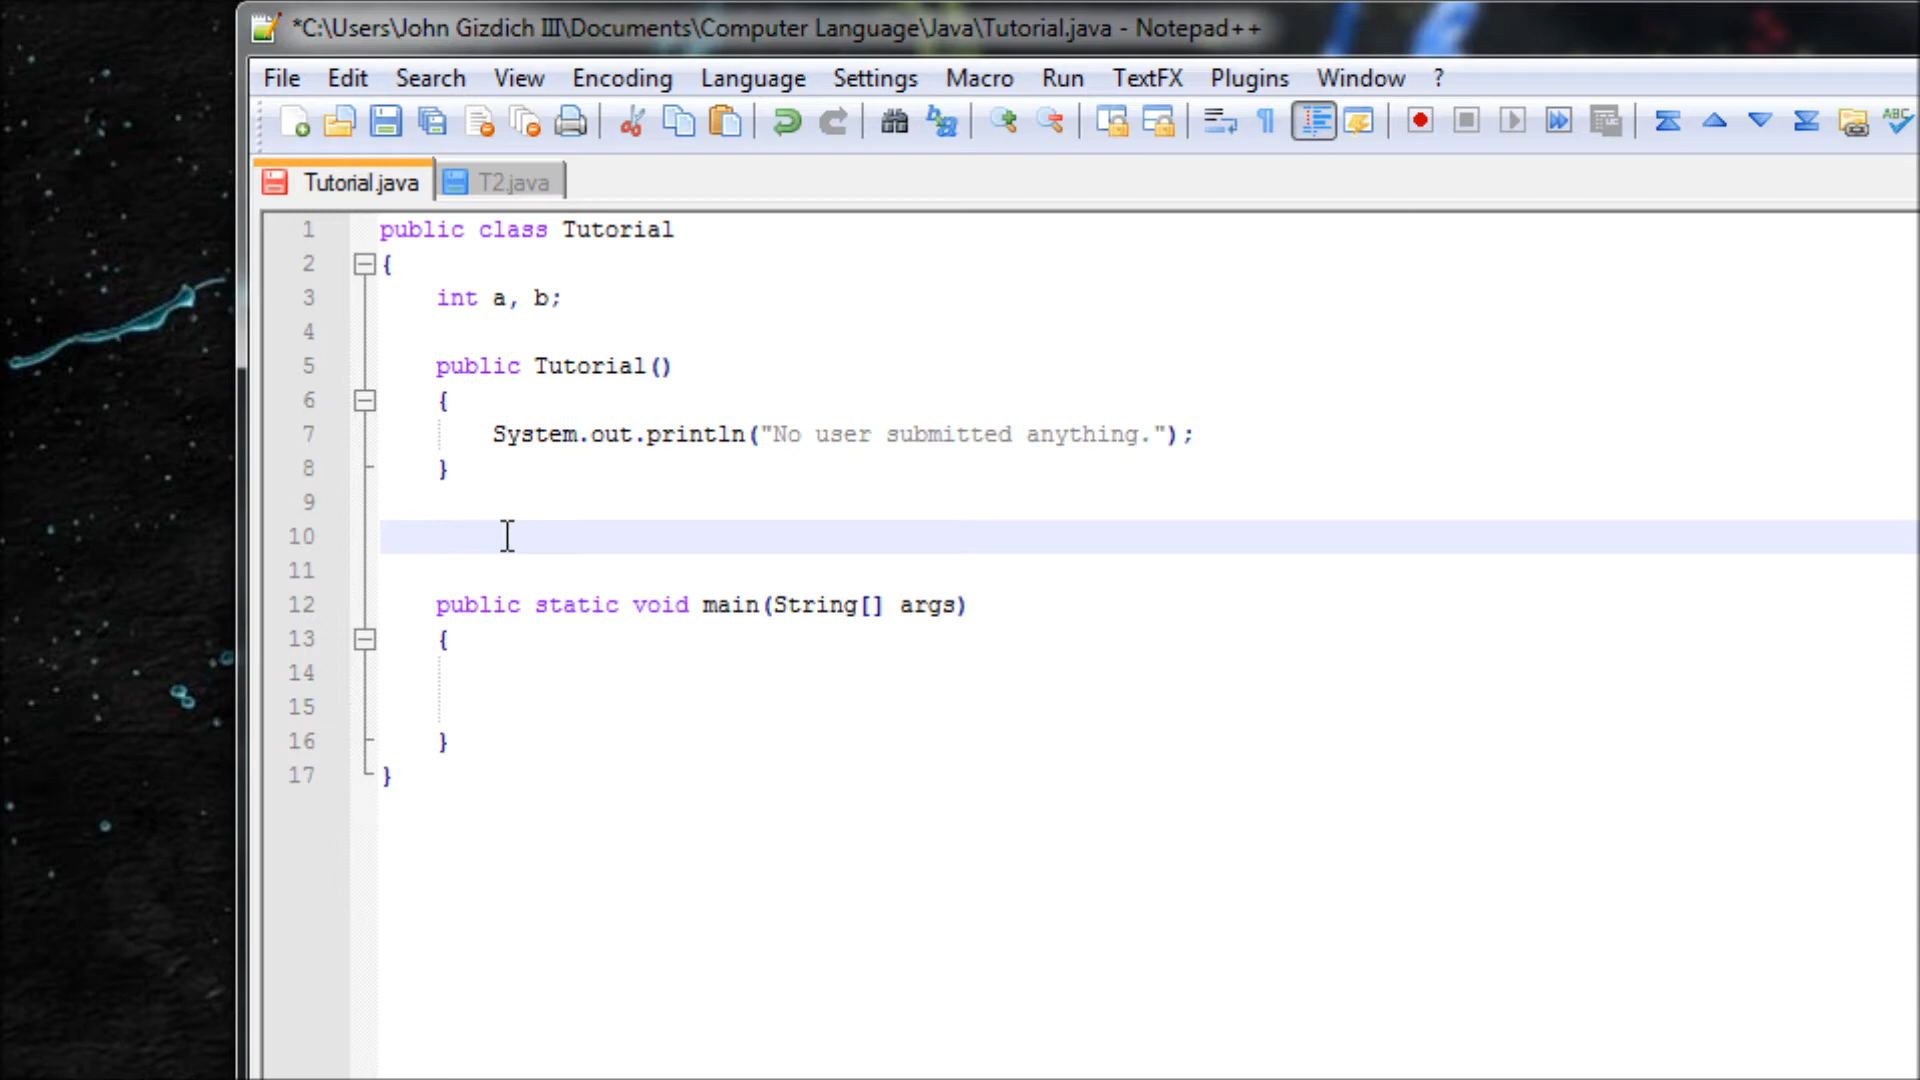 *C:\Users\John Gizdich III\Documents\Computer Language\Java\Tutorial.java - Notepad++
File Edit Search View Encoding Language Settings Macro Run TextFX Plugins Window ?
ABC
Tutorial.java T2.java
1 public class Tutorial
2 {
3 int a, b;
4
5 public Tutorial()
6 {
7 System.out.println("No user submitted anything.");
8 }
9
10
11
12 public static void main(String[] args)
13 {
14
15
16 }
17 }